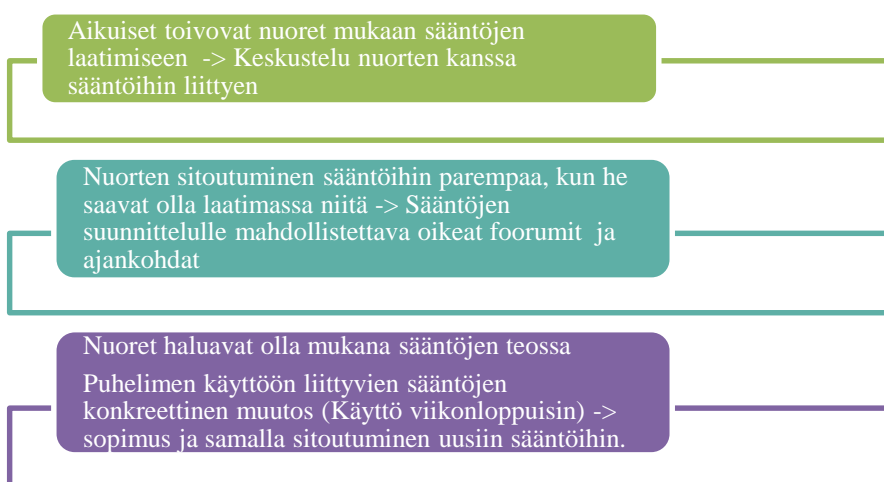 Aikuiset toivovat nuoret mukaan sääntöjen
laatimiseen -> Keskustelu nuorten kanssa
sääntöihin liittyen
Nuorten sitoutuminen sääntöihin parempaa, kun he
saavat olla laatimassa niitä -> Sääntöjen
suunnittelulle mahdollistettava oikeat foorumit ja
ajankohdat
Nuoret haluavat olla mukana sääntöjen teossa
Puhelimen käyttöön liittyvien sääntöjen
konkreettinen muutos (Käyttö viikonloppuisin) ->
sopimus ja samalla sitoutuminen uusiin sääntöihin.